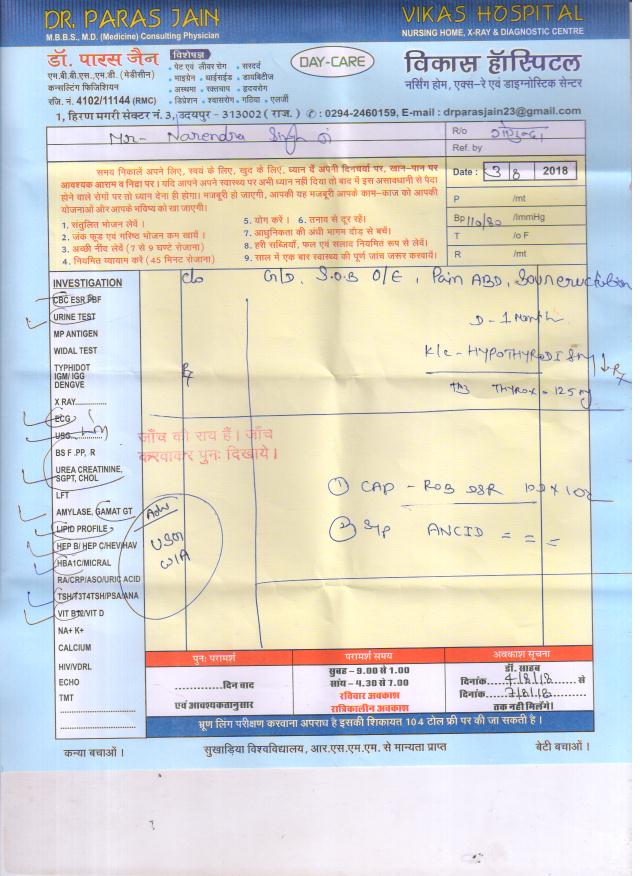 DR. PARAS JAIN
M.B.B.S., M.D. (Medicine) Consulting Physician
VIKAS HOSPITAL
NURSING HOME, X-RAY & DIAGNOSTIC CENTRE
डॉ. पारस जैन
एम.बी.बी.एस.,एम.डी. (मेडीसीन)
कन्सल्टिंग फिजिशियन
रजि. नं. 4102/11144 (RMC)
विशेषज्ञ
• पेट एवं लीवर रोग • सरदर्द
• माइग्रेन • थाईराईड • डायबिटीज
• अस्थमा • रक्तचाप • हृदयरोग
• डिप्रेशन • श्वासरोग • गठिया • एलर्जी
DAY-CARE
विकास हॉस्पिटल
नर्सिंग होम, एक्स-रे एवं डाइग्नोस्टिक सेन्टर
1, हिरण मगरी सेक्टर नं. 3, उदयपुर - 313002 ( राज. ) ✆ : 0294-2460159, E-mail : drparasjain23@gmail.com
Mr- Narendra Singh
R/o गोगुन्दा
Ref. by
समय निकाले अपने लिए, स्वयं के लिए, खुद के लिए. ध्यान दें अपनी दिनचर्या पर, खान-पान पर
आवश्यक आराम व निद्रा पर। यदि आपने अपने स्वास्थ्य पर अभी ध्यान नहीं दिया तो बाद में इस असावधानी से पैदा
होने वाले रोगों पर तो ध्यान देना ही होगा। मजबूरी हो जाएगी, आपकी यह मजबूरी आपके काम-काज को आपकी
योजनाओं और आपके भविष्य को खा जाएगी।
1. संतुलित भोजन लेवें ।
2. जंक फूड एवं गरिष्ठ भोजन कम खायें ।
3. अच्छी नींद लेवें (7 से 9 घण्टे रोजाना)
4. नियमित व्यायाम करें (45 मिनट रोजाना)
5. योग करें । 6. तनाव से दूर रहें।
7. आधुनिकता की अंधी भागम दौड़ से बचें।
8. हरी सब्जियाँ, फल एवं सलाद नियमित रूप से लेवें।
9. साल में एक बार स्वास्थ्य की पूर्ण जांच जरूर करवायें।
Date : 3 8 2018
P /mt
Bp 110/80 /ImmHg
T /o F
R /mt
c/o G/D, S.O.B O/E, Pain ABD, Sour eructation
D - 1 Month
K/c - HYPOTHYRODISM Rx
THYROX - 125 mg
Rx
INVESTIGATION
CBC ESR PBF
URINE TEST
MP ANTIGEN
WIDAL TEST
TYPHIDOT
IGM/ IGG
DENGVE
X RAY..............
ECG
USG..............
BS F .PP, R
UREA CREATININE,
SGPT, CHOL
LFT
AMYLASE, GAMAT GT
LIPID PROFILE
HEP B/ HEP C/HEV/HAV
HBA1C/MICRAL
RA/CRP/ASO/URIC ACID
TSH/T3T4TSH/PSA/ANA
VIT B12/VIT D
NA+ K+
CALCIUM
HIV/VDRL
ECHO
TMT
जाँच की राय हैं। जाँच
करवाकर पुनः दिखाये।
Adv
USG
W/A
① CAP - ROB DSR
② Syp ANCID = = =
पुनः परामर्श
..............दिन बाद
एवं आवश्यकतानुसार
परामर्श समय
सुबह – 9.00 से 1.00
सांय – 4.30 से 7.00
रविवार अवकाश
रात्रिकालीन अवकाश
अवकाश सूचना
डॉ. साहब
दिनांक 4/8/18 से
दिनांक 7/8/18
तक नही मिलेंगे।
भ्रूण लिंग परीक्षण करवाना अपराध है इसकी शिकायत 104 टोल फ्री पर की जा सकती है।
कन्या बचाओं । सुखाड़िया विश्वविद्यालय, आर.एस.एम.एम. से मान्यता प्राप्त बेटी बचाओं ।